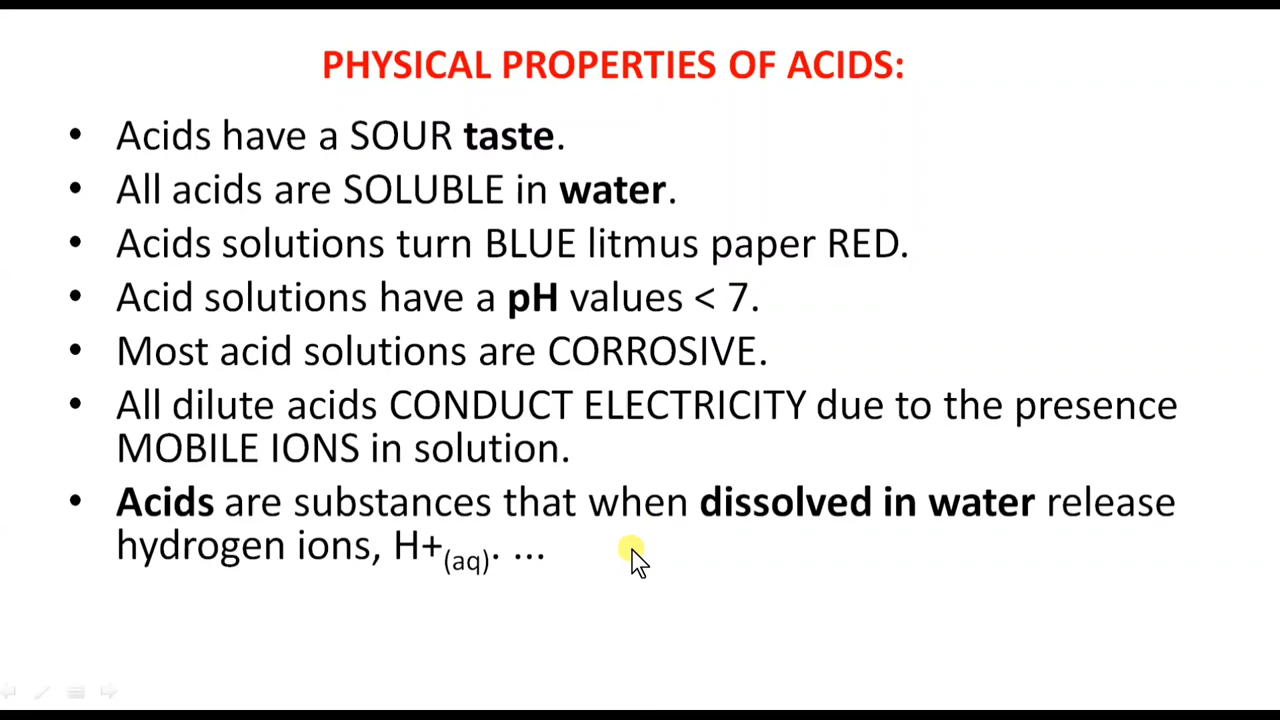 PHYSICAL PROPERTIES OF ACIDS:
• Acids have a SOUR taste.
• All acids are SOLUBLE in water.
• Acids solutions turn BLUE litmus paper RED.
• Acid solutions have a pH values < 7.
• Most acid solutions are CORROSIVE.
• All dilute acids CONDUCT ELECTRICITY due to the presence
MOBILE IONS in solution.
• Acids are substances that when dissolved in water release
hydrogen ions, H+(aq). ...